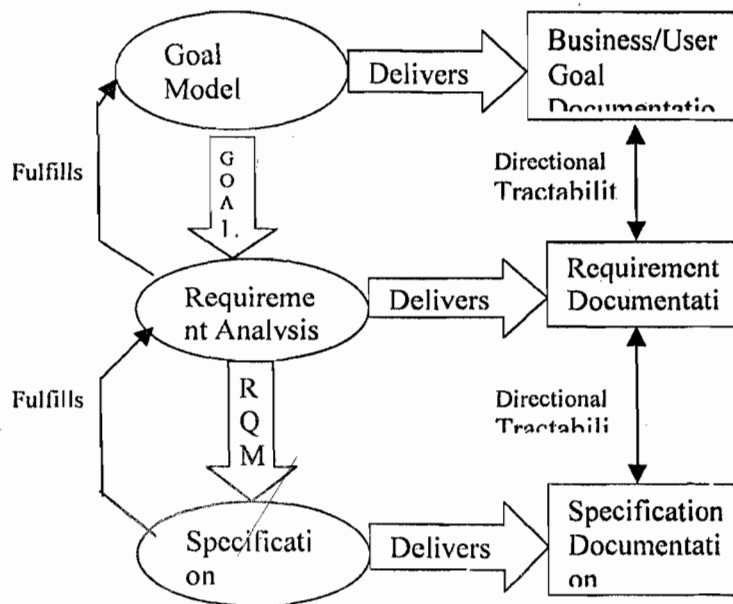 Goal
Model
Delivers
Business/User
Goal
Documentatio
Fulfills
G
O
A
L
Directional
Tractabilit
Requireme
nt Analysis
Delivers
Requirement
Documentati
Fulfills
R
Q
M
Directional
Tractabili
Specificati
on
Delivers
Specification
Documentati
on